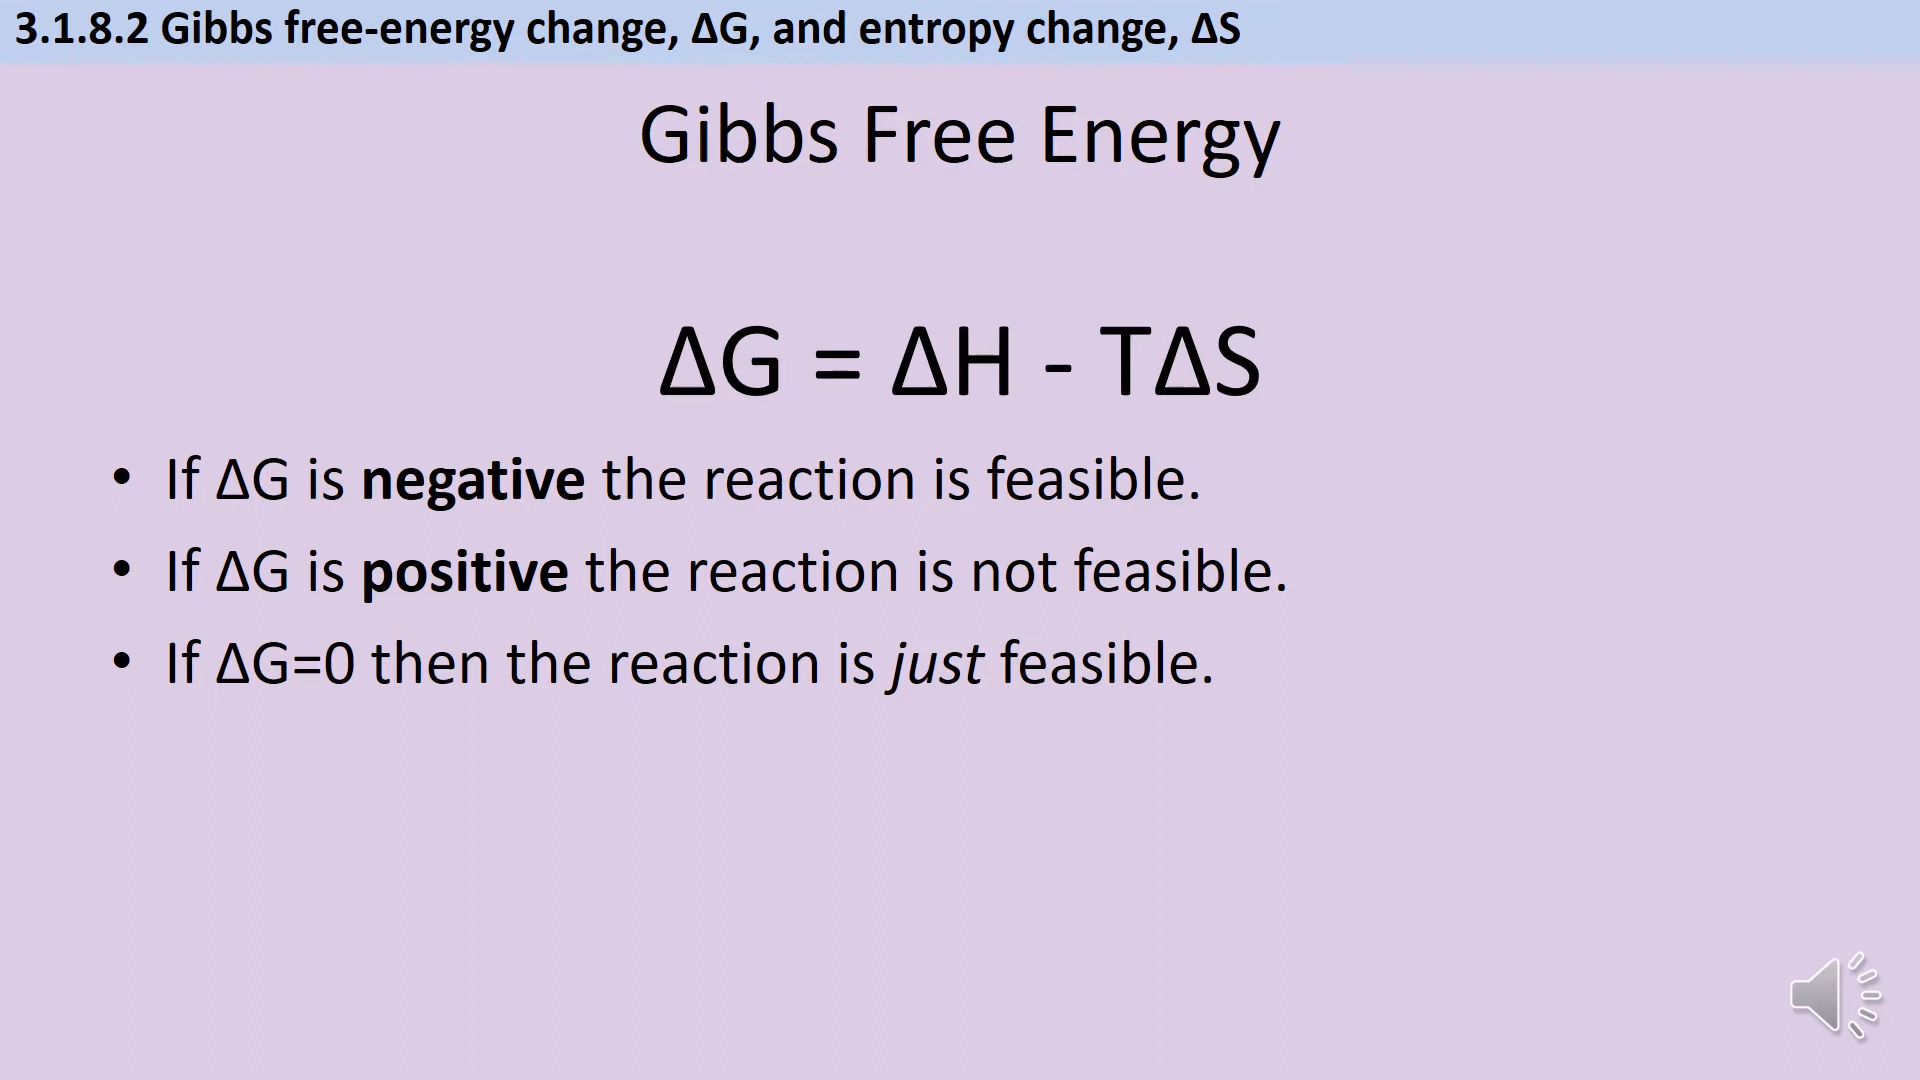 3.1.8.2 Gibbs free-energy change, ΔG, and entropy change, ΔS
Gibbs Free Energy
ΔG = ΔH - TΔS
• If ΔG is negative the reaction is feasible.
• If ΔG is positive the reaction is not feasible.
• If ΔG=0 then the reaction is just feasible.